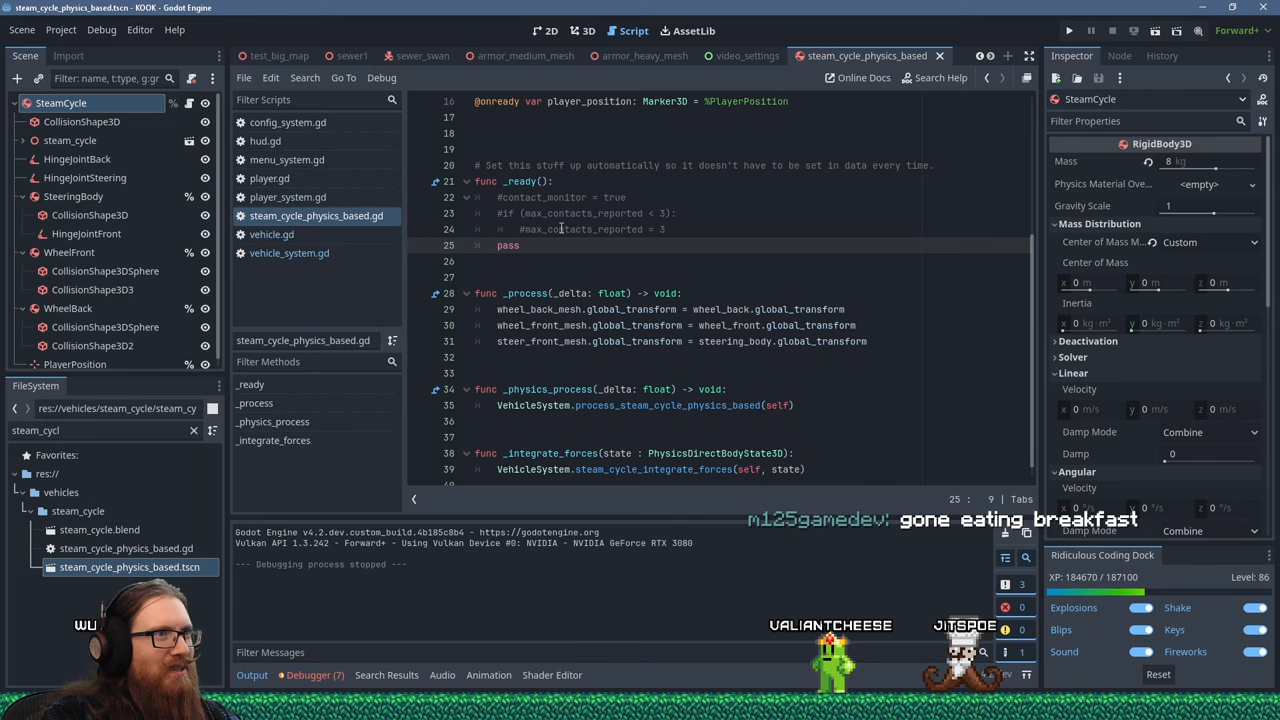 steam_cycle_physics_based.tscn - KOOK - Godot Engine
Scene Project Debug Editor Help
2D 3D Script AssetLib
Forward+
Scene Import
Filter: name, t:type, g:grr
SteamCycle
CollisionShape3D
steam_cycle
HingeJointBack
HingeJointSteering
SteeringBody
CollisionShape3D
HingeJointFront
WheelFront
CollisionShape3DSphere
CollisionShape3D3
WheelBack
CollisionShape3DSphere
CollisionShape3D2
PlayerPosition
FileSystem
res://vehicles/steam_cycle/steam_cy
steam_cycl
Favorites:
res://
vehicles
steam_cycle
steam_cycle.blend
steam_cycle_physics_based.gd
steam_cycle_physics_based.tscn
test_big_map sewer1 sewer_swan armor_medium_mesh armor_heavy_mesh video_settings steam_cycle_physics_based
File Edit Search Go To Debug
Online Docs Search Help
Filter Scripts
config_system.gd
hud.gd
menu_system.gd
player.gd
player_system.gd
steam_cycle_physics_based.gd
vehicle.gd
vehicle_system.gd
steam_cycle_physics_based.gd
Filter Methods
_ready
_process
_physics_process
_integrate_forces
16 @onready var player_position: Marker3D = %PlayerPosition
17
18
19
20 # Set this stuff up automatically so it doesn't have to be set in data every time.
21 func _ready():
22 #contact_monitor = true
23 #if (max_contacts_reported < 3):
24 #max_contacts_reported = 3
25 pass
26
27
28 func _process(_delta: float) -> void:
29 wheel_back_mesh.global_transform = wheel_back.global_transform
30 wheel_front_mesh.global_transform = wheel_front.global_transform
31 steer_front_mesh.global_transform = steering_body.global_transform
32
33
34 func _physics_process(_delta: float) -> void:
35 VehicleSystem.process_steam_cycle_physics_based(self)
36
37
38 func _integrate_forces(state : PhysicsDirectBodyState3D):
39 VehicleSystem.steam_cycle_integrate_forces(self, state)
25 : 9 | Tabs
m125gamedev: gone eating breakfast
Godot Engine v4.2.dev.custom_build.4b185c8b4 - https://godotengine.org
Vulkan API 1.3.242 - Forward+ - Using Vulkan Device #0: NVIDIA - NVIDIA GeForce RTX 3080
--- Debugging process stopped ---
3
0
0
1
Filter Messages
Output Debugger (7) Search Results Audio Animation Shader Editor
VALIANTCHEESE JITSPOE
WU
Inspector Node History
SteamCycle
Filter Properties
RigidBody3D
Mass 8 kg
Physics Material Ove... <empty>
Gravity Scale 1
Mass Distribution
Center of Mass M... Custom
Center of Mass
x 0 m y 0 m z 0 m
Inertia
x 0 kg·m² y 0 kg·m² z 0 kg·m²
Deactivation
Solver
Linear
Velocity
x 0 m/s y 0 m/s z 0 m/s
Damp Mode Combine
Damp 0
Angular
Velocity
x 0 °/s y 0 °/s z 0 °/s
Damp Mode Combine
Ridiculous Coding Dock
XP: 184670 / 187100 Level: 86
Explosions Shake
Blips Keys
Sound Fireworks
Reset